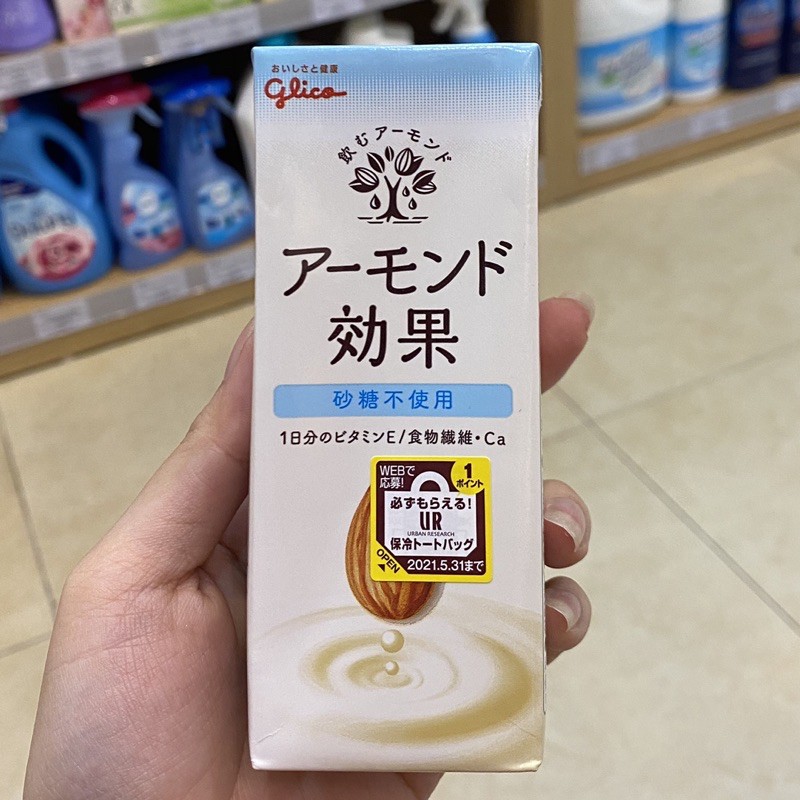 おいしさと健康
glico
飲むアーモンド
アーモンド
効果
砂糖不使用
1日分のビタミンE/食物繊維・Ca
WEBで
応募!
1
ポイント
必ずもらえる!
UR
URBAN RESEARCH
保冷トートバッグ
OPEN
2021.5.31まで